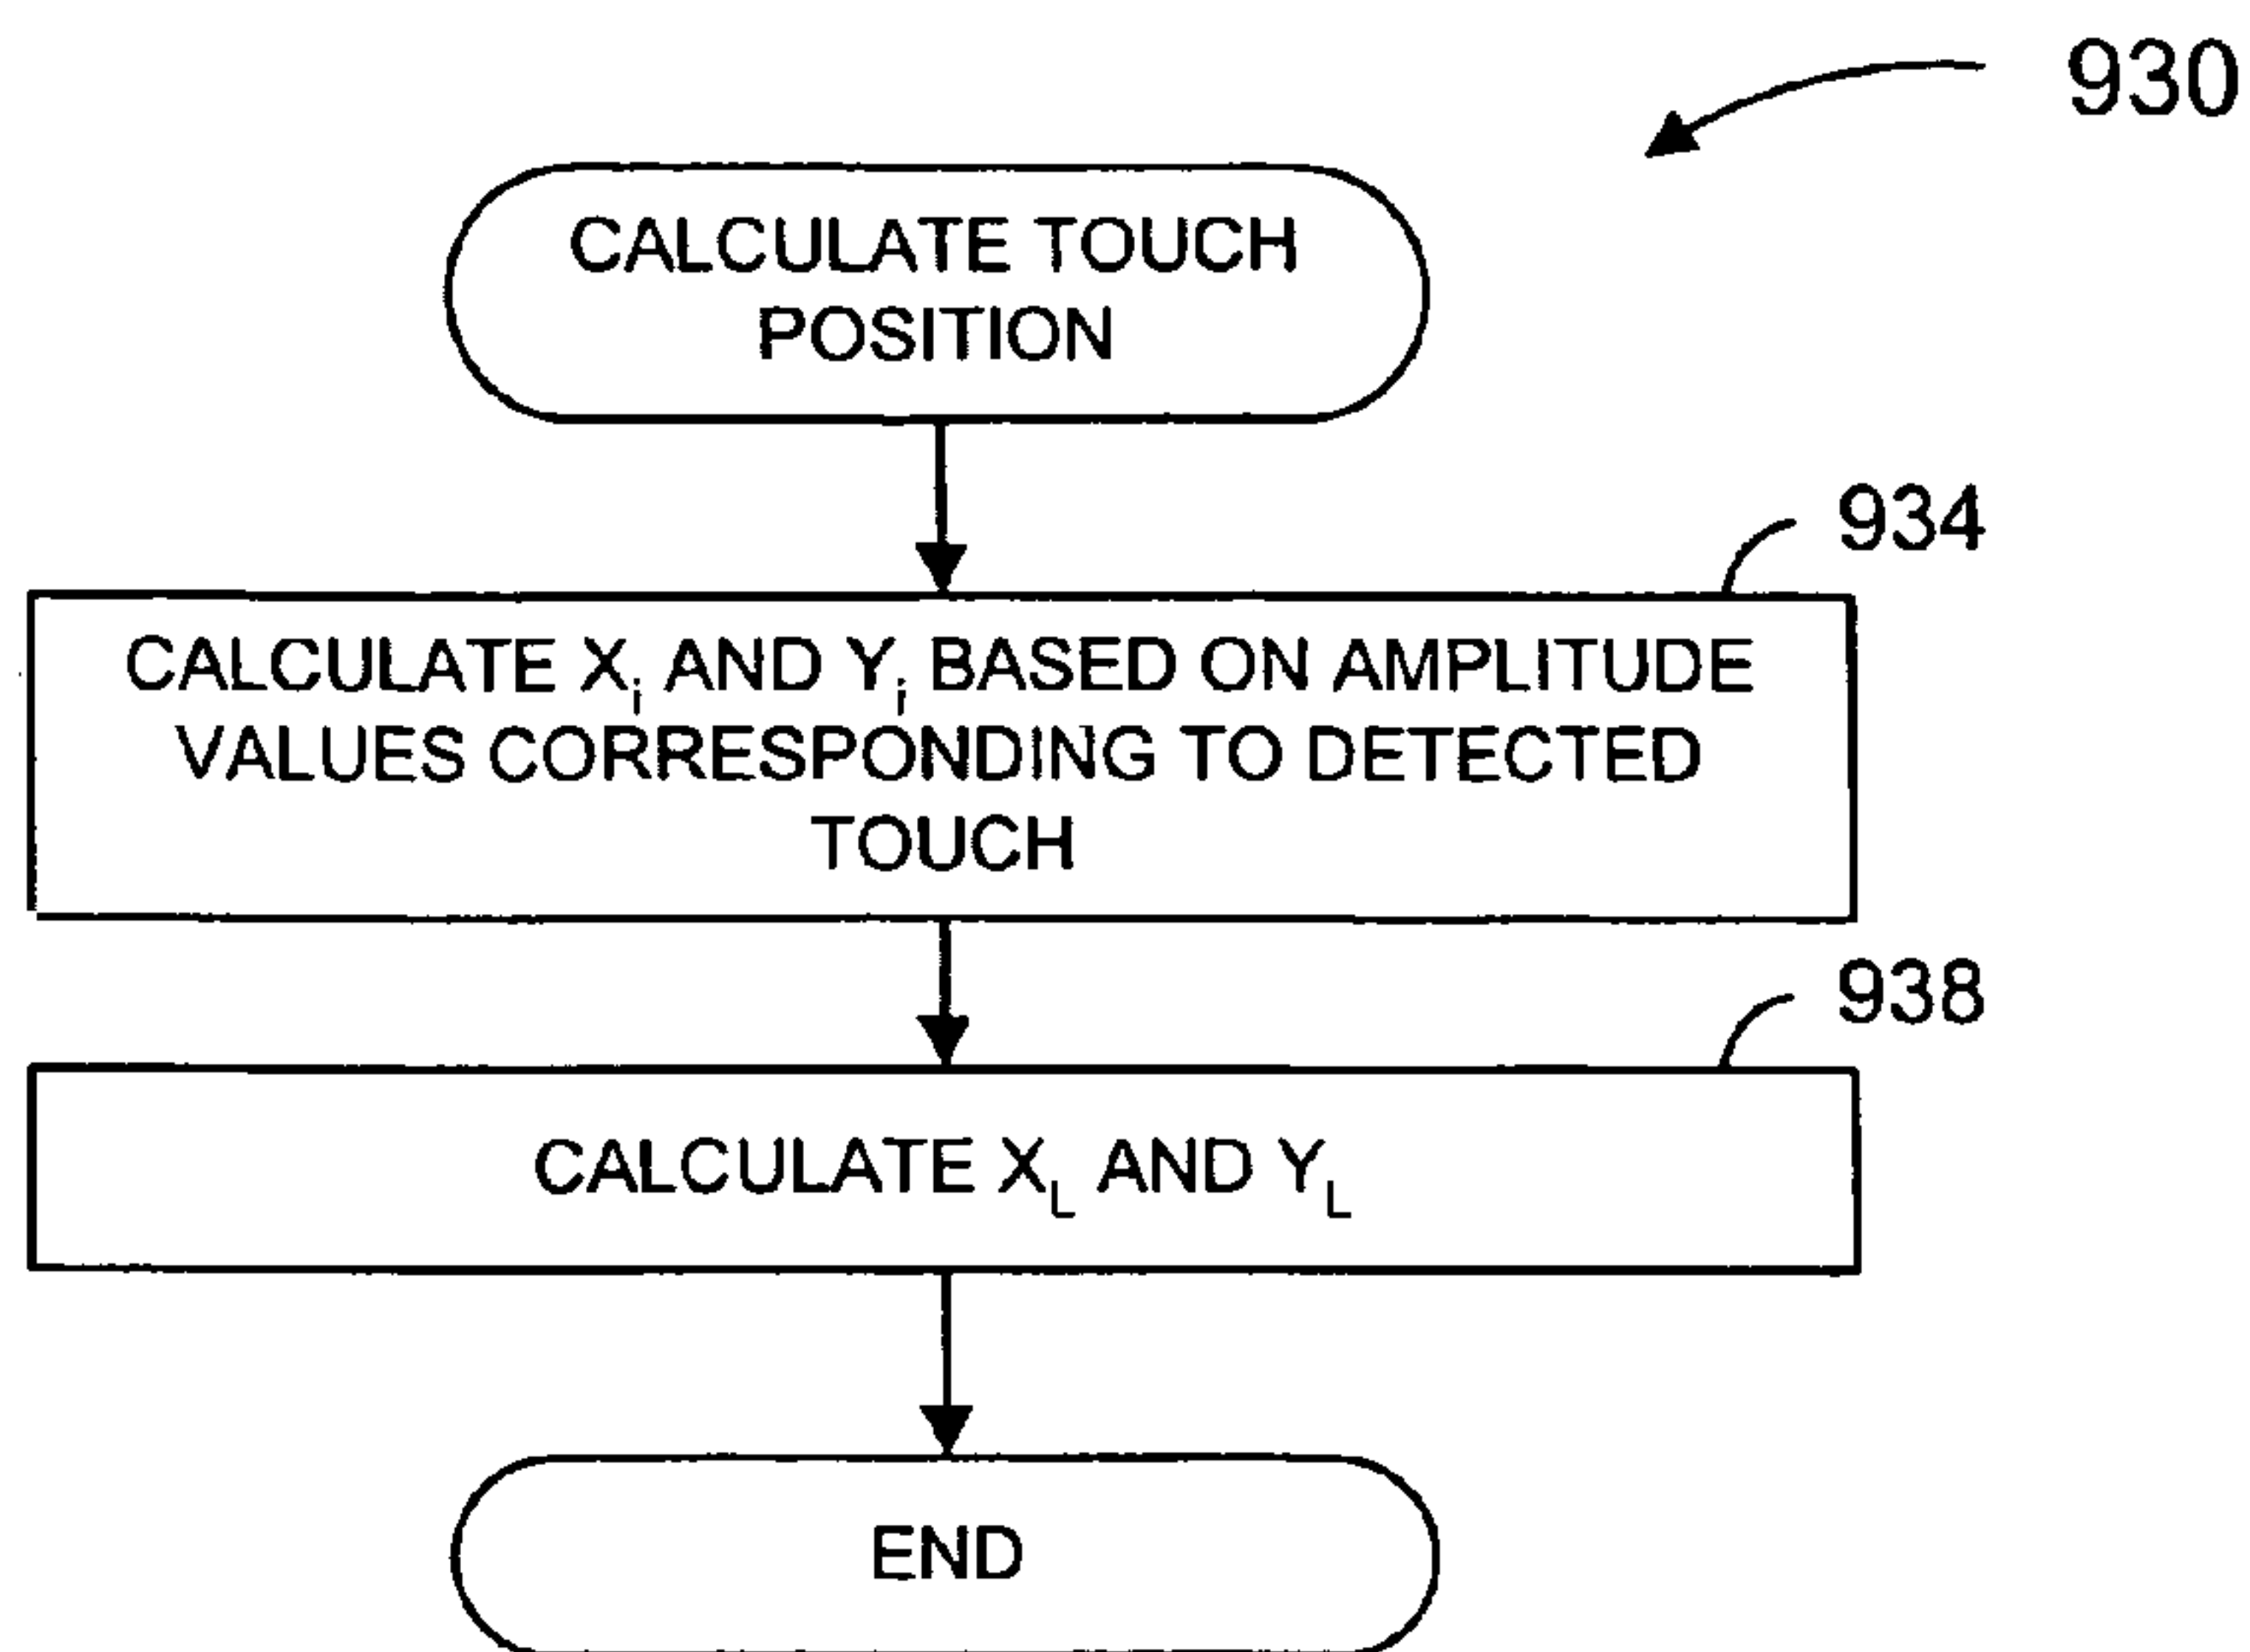 930
CALCULATE TOUCH
POSITION
934
CALCULATE Xi AND Yi BASED ON AMPLITUDE
VALUES CORRESPONDING TO DETECTED
TOUCH
938
CALCULATE XL AND YL
END